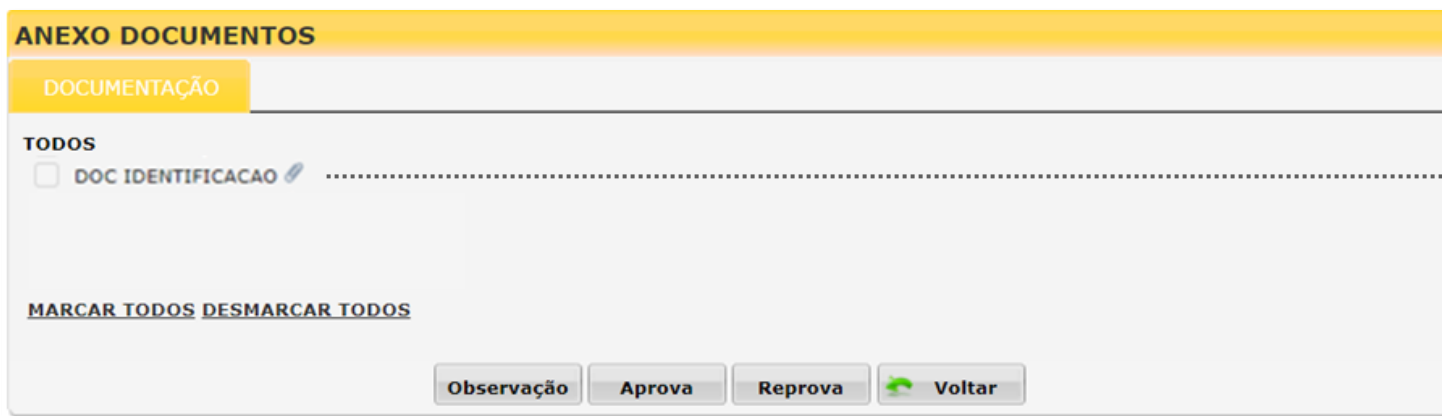 ANEXO DOCUMENTOS
DOCUMENTAÇÃO
TODOS
DOC IDENTIFICACAO
MARCAR TODOS DESMARCAR TODOS
Observação Aprova Reprova Voltar